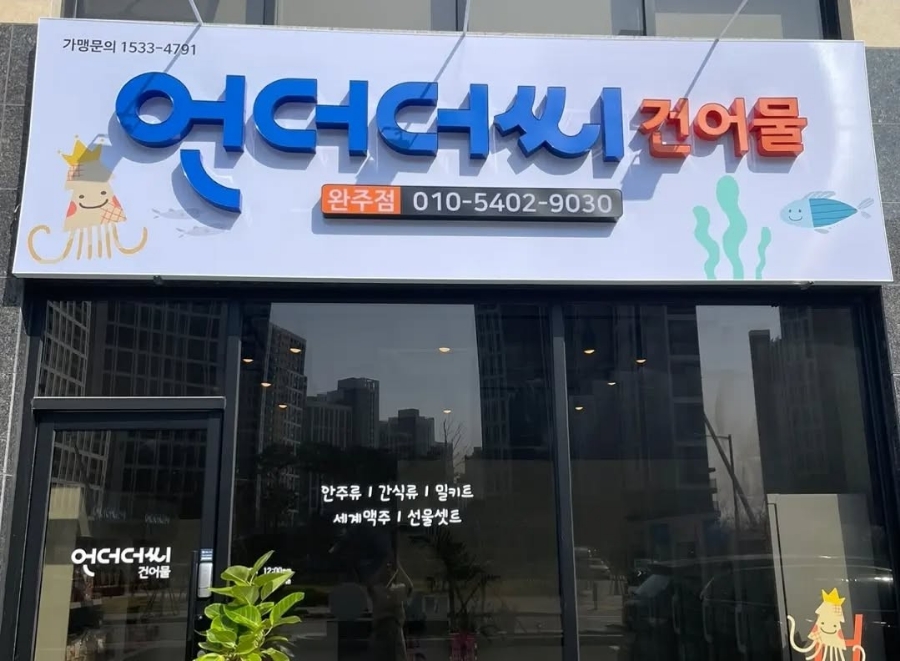 가맹문의 1533-4791
언더더씨 건어물
완주점 010-5402-9030
안주류 | 간식류 | 밀키트
세계맥주 | 선물셋트
언더더씨
건어물
12:00